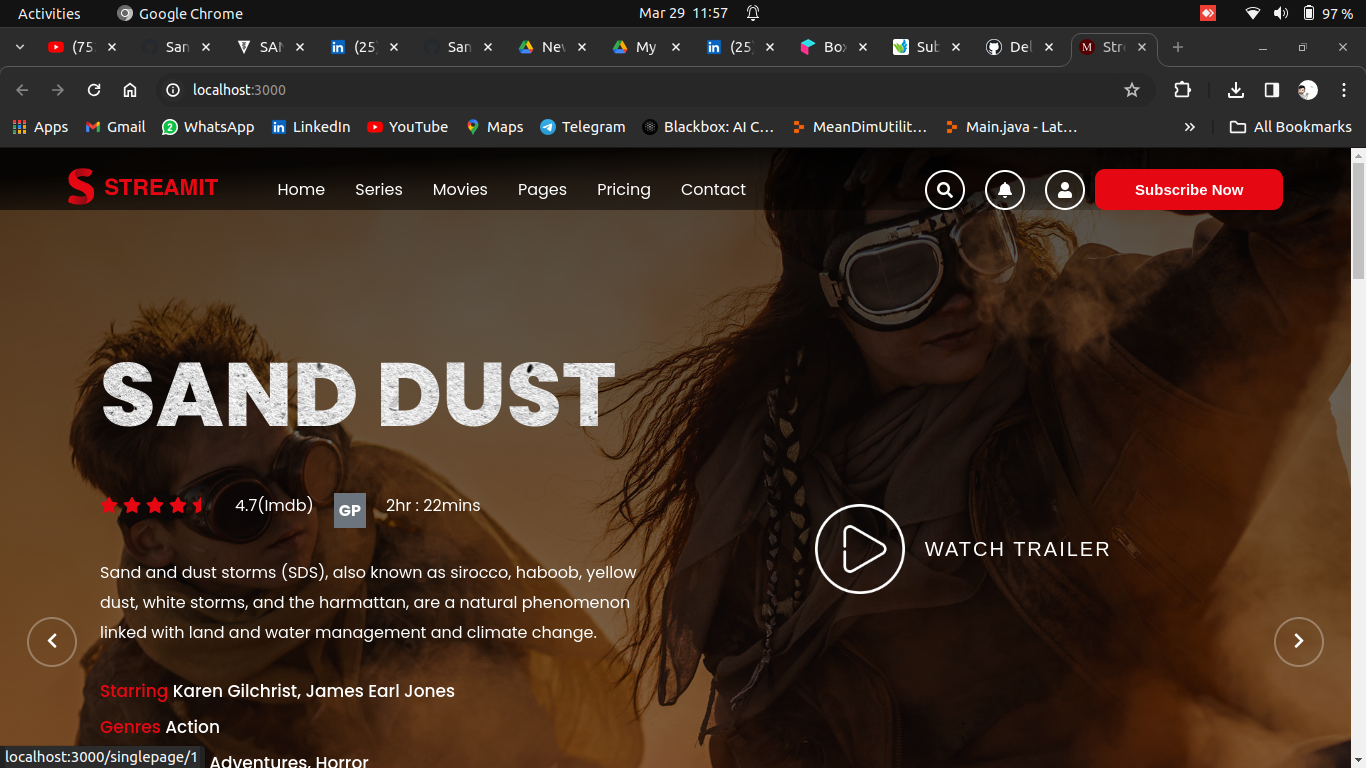 Activities
Google Chrome
Mar 29 11:57
97 %
(75
San
SAN
(25)
San
Nev
My
(25)
Box
Sub
Del
Stre
localhost:3000
Apps
Gmail
WhatsApp
LinkedIn
YouTube
Maps
Telegram
Blackbox: AI C…
MeanDimUtilit…
Main.java - Lat…
All Bookmarks
STREAMIT
Home
Series
Movies
Pages
Pricing
Contact
Subscribe Now
SAND DUST
4.7(Imdb)
GP
2hr : 22mins
WATCH TRAILER
Sand and dust storms (SDS), also known as sirocco, haboob, yellow
dust, white storms, and the harmattan, are a natural phenomenon
linked with land and water management and climate change.
Starring Karen Gilchrist, James Earl Jones
Genres Action
Adventures, Horror
localhost:3000/singlepage/1